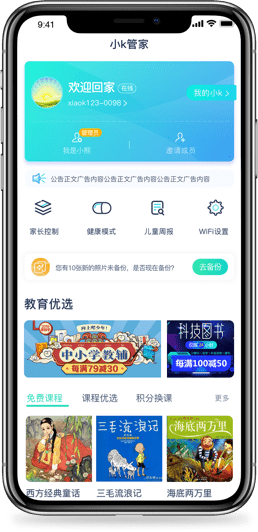 9:41
小k管家
欢迎回家 在线
xiaok123-0098 >
我的小k >
管理员
我是小熊
邀请成员
公告正文广告内容公告正文广告内容公告正文广告内容
家长控制 健康模式 儿童周报 WiFi设置
您有10张新的照片未备份，是否现在备份?
去备份
教育优选
中小学教辅
每满79减30
科技图书
每满100减50
免费课程 课程优选 积分换课 更多
三毛流浪记
海底两万里
西方经典童话 三毛流浪记 海底两万里